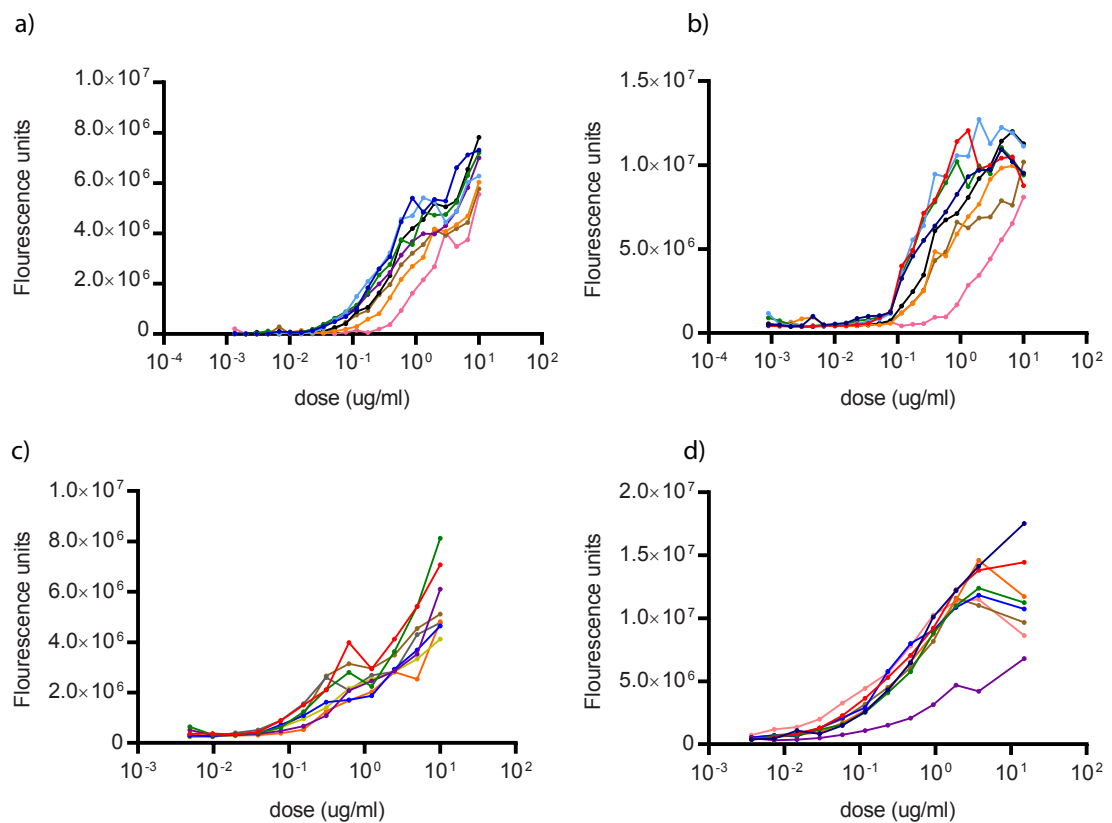 a)
1.0×10⁷
8.0×10⁶
6.0×10⁶
4.0×10⁶
2.0×10⁶
0
Flourescence units
10⁻⁴ 10⁻³ 10⁻² 10⁻¹ 10⁰ 10¹ 10²
dose (ug/ml)
b)
1.5×10⁷
1.0×10⁷
5.0×10⁶
0
Flourescence units
10⁻⁴ 10⁻³ 10⁻² 10⁻¹ 10⁰ 10¹ 10²
dose (ug/ml)
c)
1.0×10⁷
8.0×10⁶
6.0×10⁶
4.0×10⁶
2.0×10⁶
0
Flourescence units
10⁻³ 10⁻² 10⁻¹ 10⁰ 10¹ 10²
dose (ug/ml)
d)
2.0×10⁷
1.5×10⁷
1.0×10⁷
5.0×10⁶
0
Flourescence units
10⁻³ 10⁻² 10⁻¹ 10⁰ 10¹ 10²
dose (ug/ml)